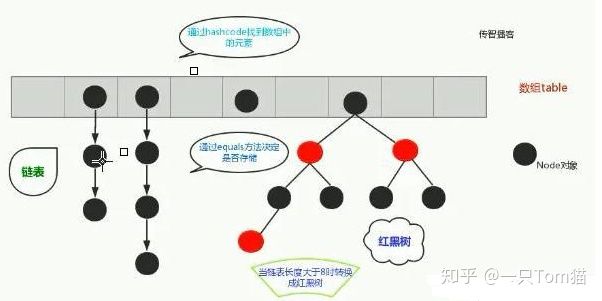 通过hashcode找到数组中
的元素
传智播客
数组table
链表
通过equals方法决定
是否存储
Node对象
红黑树
当链表长度大于8时转换
成红黑树
知乎 @一只Tom猫